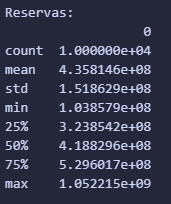 Reservas:
0
count 1.000000e+04
mean 4.358146e+08
std 1.518629e+08
min 1.038579e+08
25% 3.238542e+08
50% 4.188296e+08
75% 5.296017e+08
max 1.052215e+09